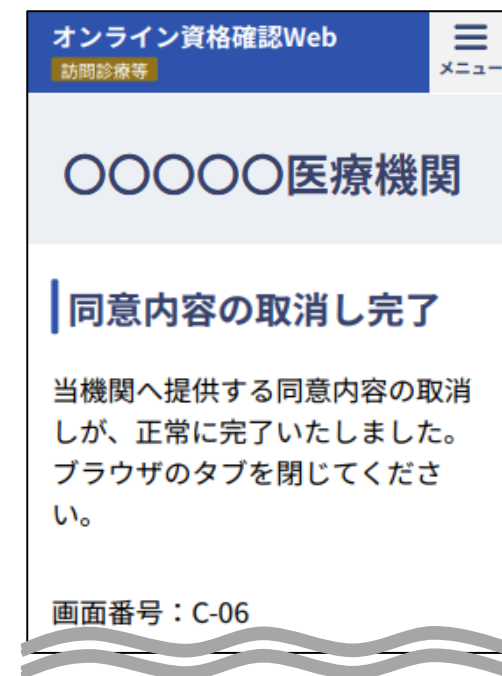 オンライン資格確認Web
訪問診療等
メニュー
〇〇〇〇〇医療機関
同意内容の取消し完了
当機関へ提供する同意内容の取消
しが、正常に完了いたしました。
ブラウザのタブを閉じてくださ
い。
画面番号：C-06